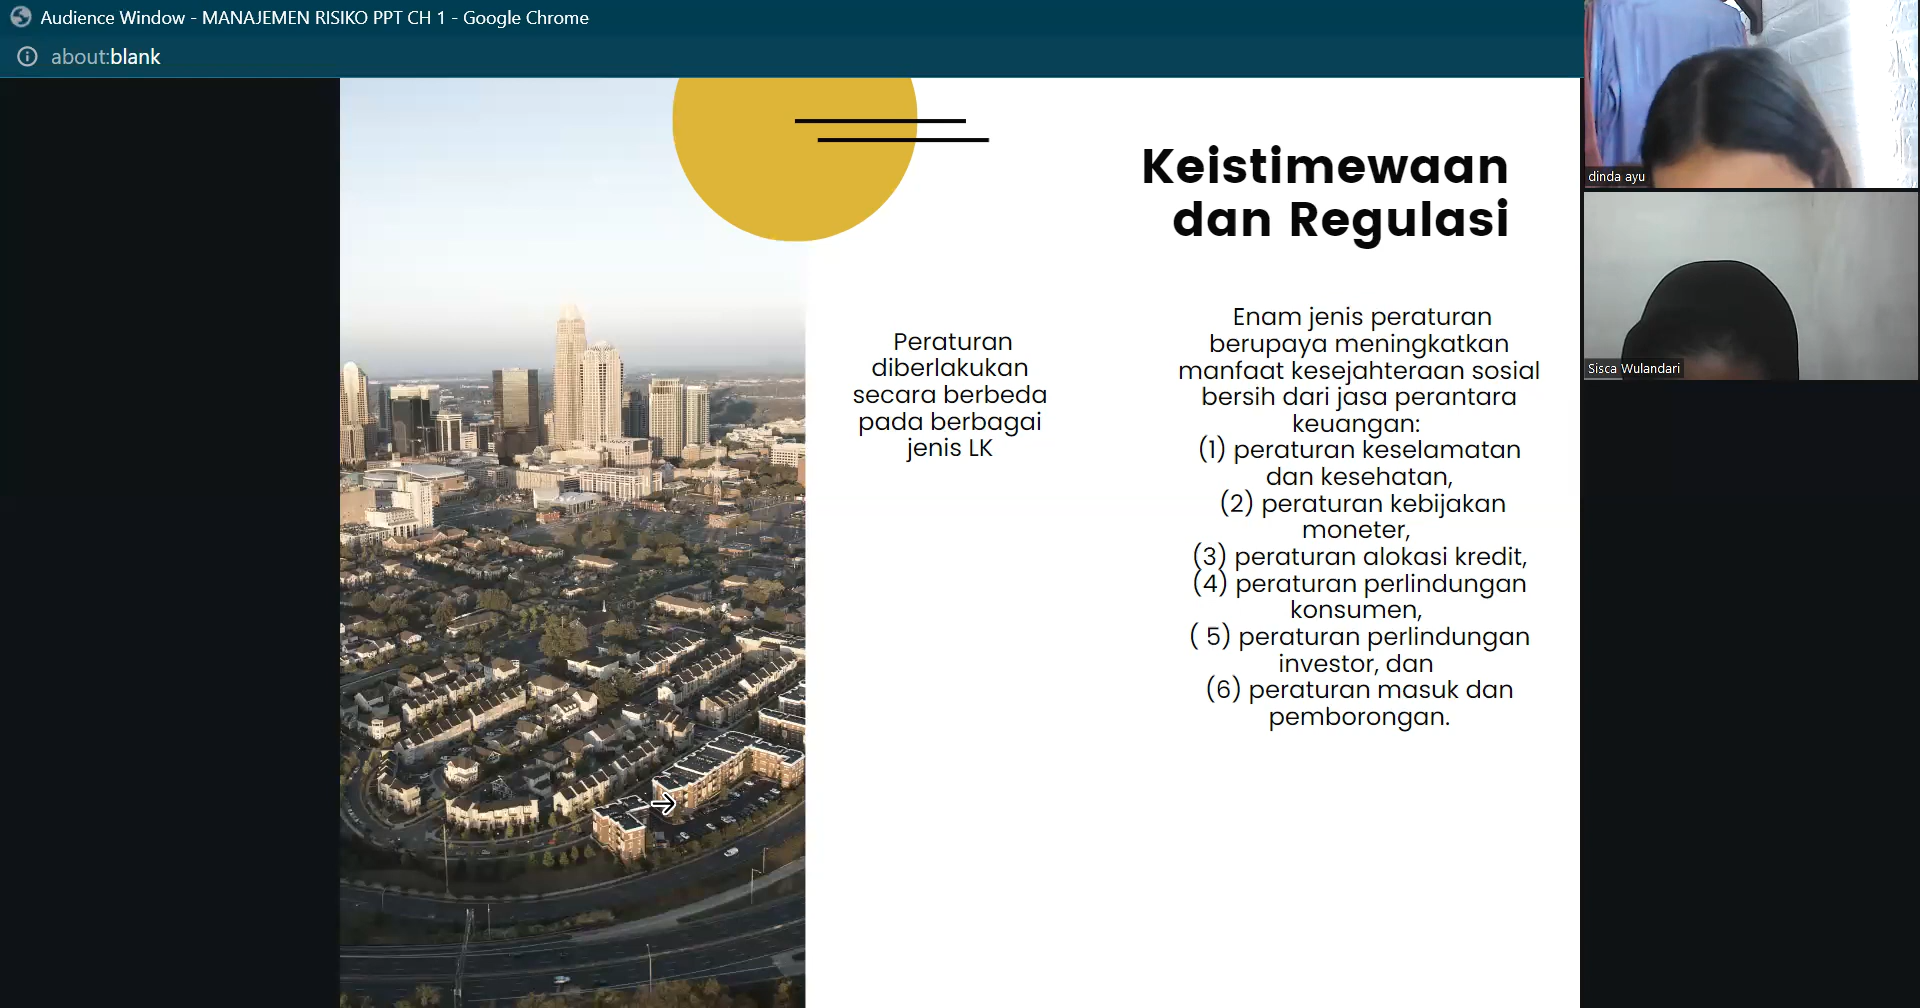 Audience Window - MANAJEMEN RISIKO PPT CH 1 - Google Chrome
about:blank
Keistimewaan
dan Regulasi
Peraturan
diberlakukan
secara berbeda
pada berbagai
jenis LK
Enam jenis peraturan
berupaya meningkatkan
manfaat kesejahteraan sosial
bersih dari jasa perantara
keuangan:
(1) peraturan keselamatan
dan kesehatan,
(2) peraturan kebijakan
moneter,
(3) peraturan alokasi kredit,
(4) peraturan perlindungan
konsumen,
( 5) peraturan perlindungan
investor, dan
(6) peraturan masuk dan
pemborongan.
dinda ayu
Sisca Wulandari